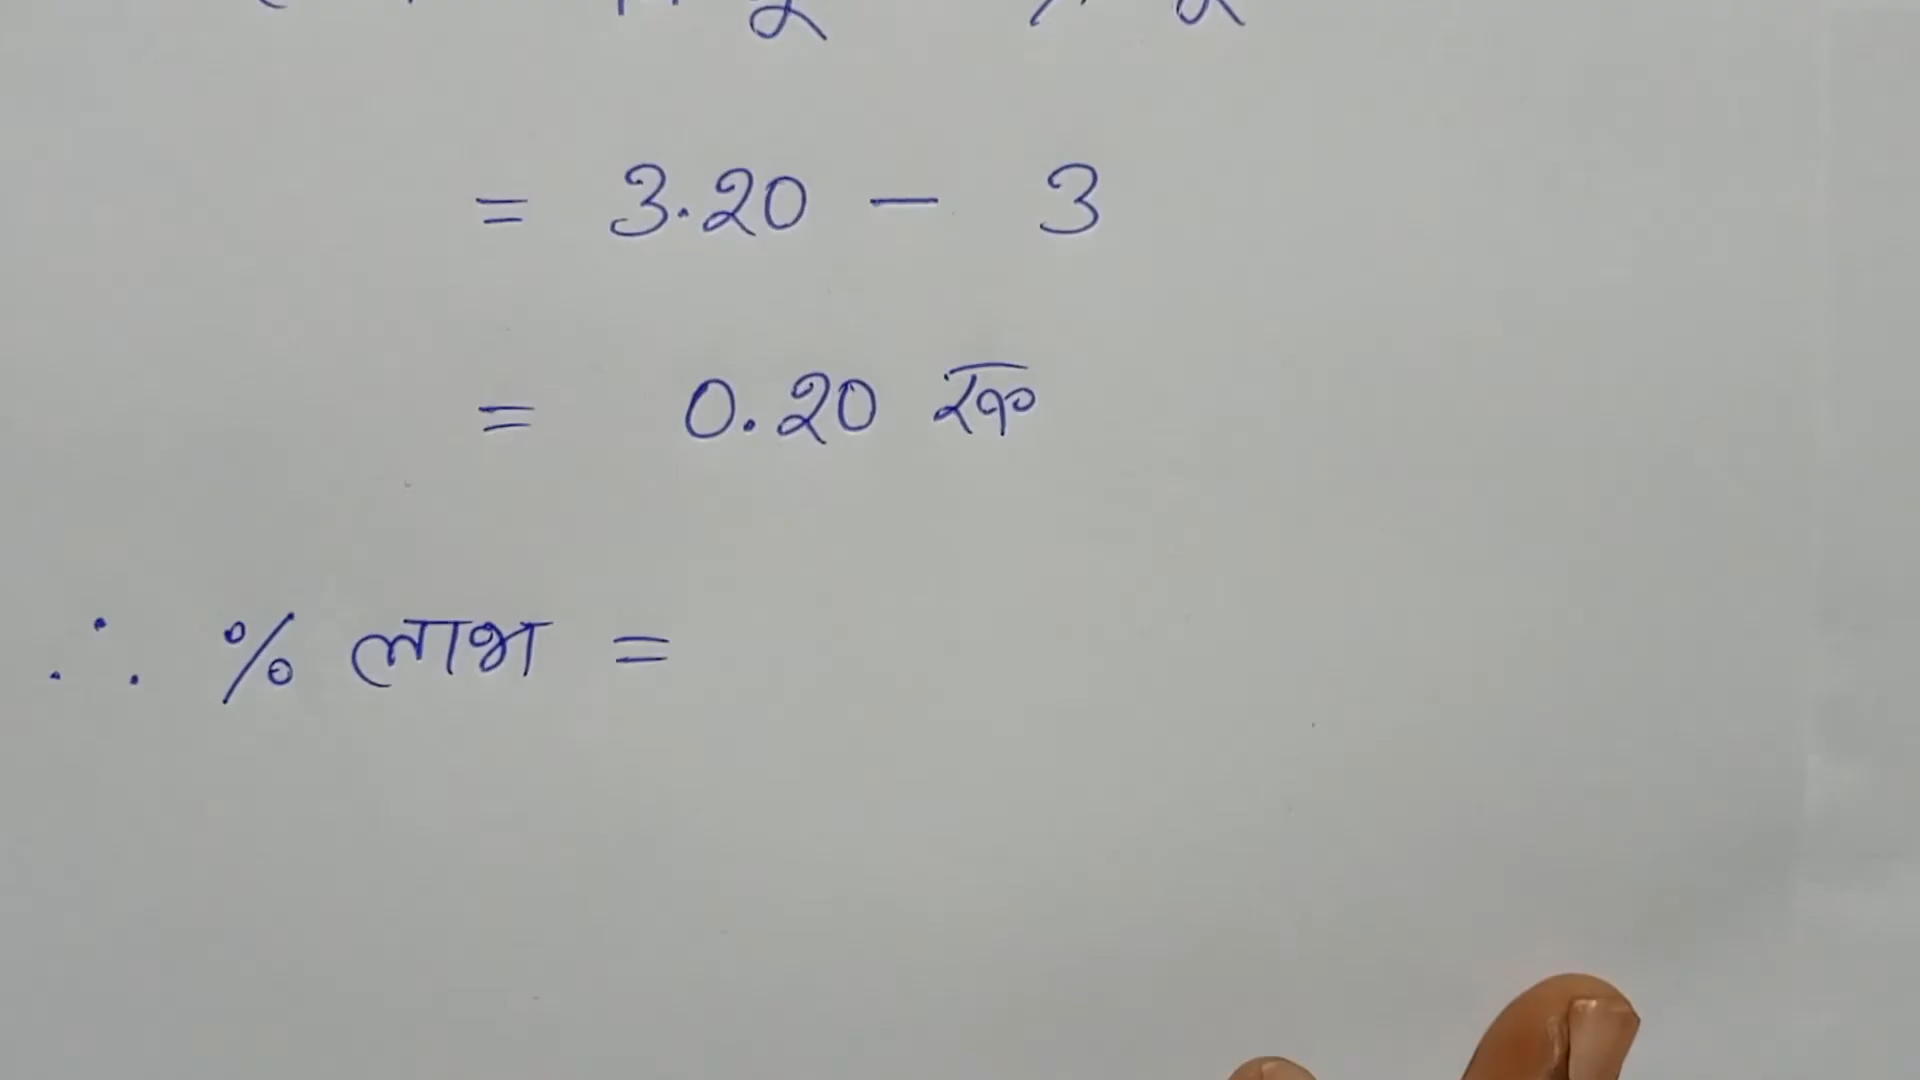 = 3.20 - 3
= 0.20 টকা
∴ % লাভ =